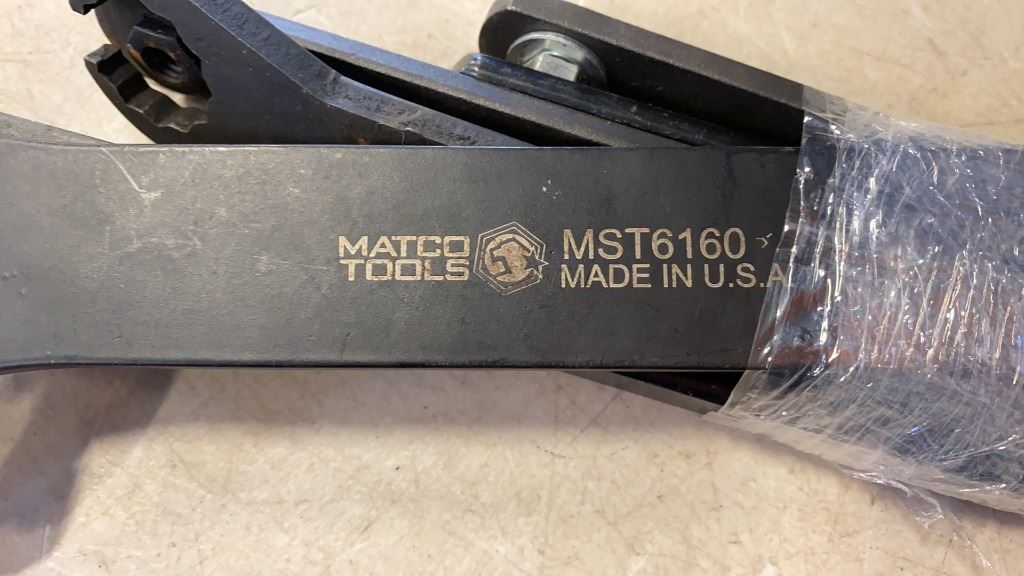 MATCO
TOOLS
MST6160
MADE IN U.S.A